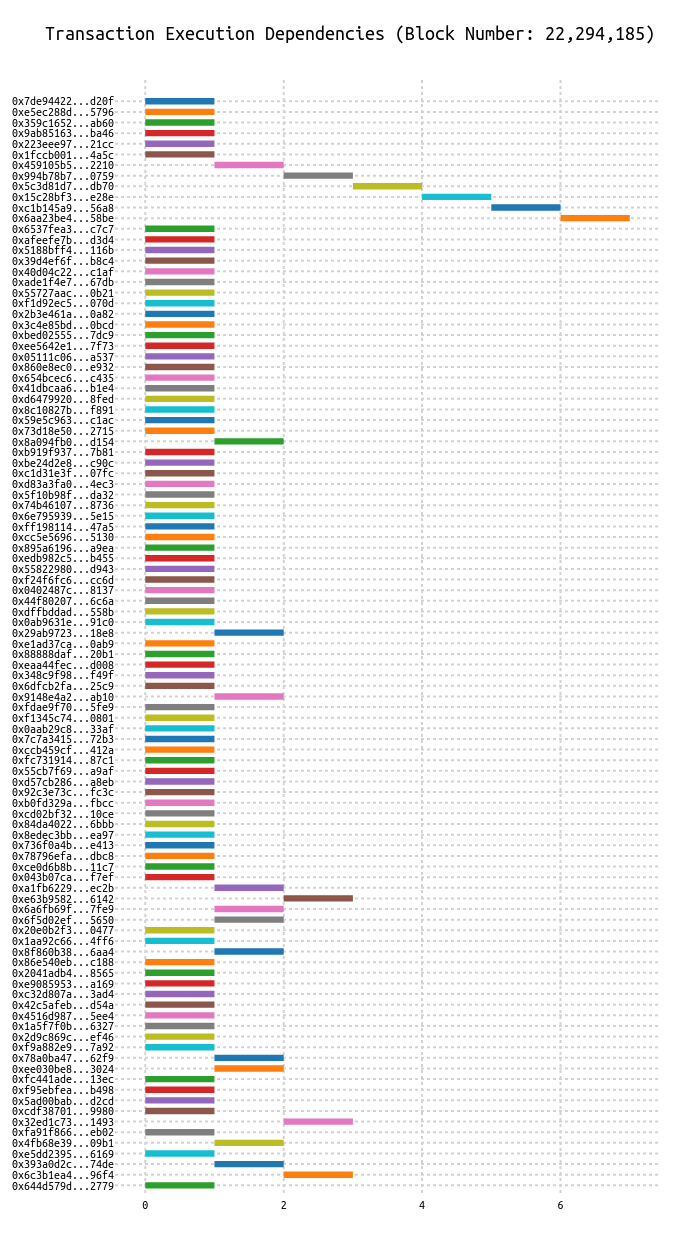 Transaction Execution Dependencies (Block Number: 22,294,185)
0x7de94422...d20f
0xe5ec288d...5796
0x359c1652...ab60
0x9ab85163...ba46
0x223eee97...21cc
0x1fccb001...4a5c
0x459105b5...2210
0x994b78b7...0759
0x5c3d81d7...db70
0x15c28bf3...e28e
0xc1b145a9...56a8
0x6aa23be4...58be
0x6537fea3...c7c7
0xafeefe7b...d3d4
0x5188bff4...116b
0x39d4ef6f...b8c4
0x40d04c22...c1af
0xade1f4e7...67db
0x55727aac...0b21
0xf1d92ec5...070d
0x2b3e461a...0a82
0x3c4e85bd...0bcd
0xbed02555...7dc9
0xee5642e1...7f73
0x05111c06...a537
0x860e8ec0...e932
0x654bcec6...c435
0x41dbcaa6...b1e4
0xd6479920...8fed
0x8c10827b...f891
0x59e5c963...c1ac
0x73d18e50...2715
0x8a094fb0...d154
0xb919f937...7b81
0xbe24d2e8...c90c
0xc1d31e3f...07fc
0xd83a3fa0...4ec3
0x5f10b98f...da32
0x74b46107...8736
0x6e795939...5e15
0xff198114...47a5
0xcc5e5696...5130
0x895a6196...a9ea
0xedb982c5...b455
0x55822980...d943
0xf24f6fc6...cc6d
0x0402487c...8137
0x44f80207...6c6a
0xdffbddad...558b
0x0ab9631e...91c0
0x29ab9723...18e8
0xe1ad37ca...0ab9
0x88888daf...20b1
0xeaa44fec...d008
0x348c9f98...f49f
0x6dfcb2fa...25c9
0x9148e4a2...ab10
0xfdae9f70...5fe9
0xf1345c74...0801
0x0aab29c8...33af
0x7c7a3415...72b3
0xccb459cf...412a
0xfc731914...87c1
0x55cb7f69...a9af
0xd57cb286...a8eb
0x92c3e73c...fc3c
0xb0fd329a...fbcc
0xcd02bf32...10ce
0x84da4022...6bbb
0x8edec3bb...ea97
0x736f0a4b...e413
0x78796efa...dbc8
0xce0d6b8b...11c7
0x043b07ca...f7ef
0xa1fb6229...ec2b
0xe63b9582...6142
0x6a6fb69f...7fe9
0x6f5d02ef...5650
0x20e0b2f3...0477
0x1aa92c66...4ff6
0x8f860b38...6aa4
0x86e540eb...c188
0x2041adb4...8565
0xe9085953...a169
0xc32d807a...3ad4
0x42c5afeb...d54a
0x4516d987...5ee4
0x1a5f7f0b...6327
0x2d9c869c...ef46
0xf9a882e9...7a92
0x78a0ba47...62f9
0xee030be8...3024
0xfc441ade...13ec
0xf95ebfea...b498
0x5ad00bab...d2cd
0xcdf38701...9980
0x32ed1c73...1493
0xfa91f866...eb02
0x4fb68e39...09b1
0xe5dd2395...6169
0x393a0d2c...74de
0x6c3b1ea4...96f4
0x644d579d...2779
0 2 4 6